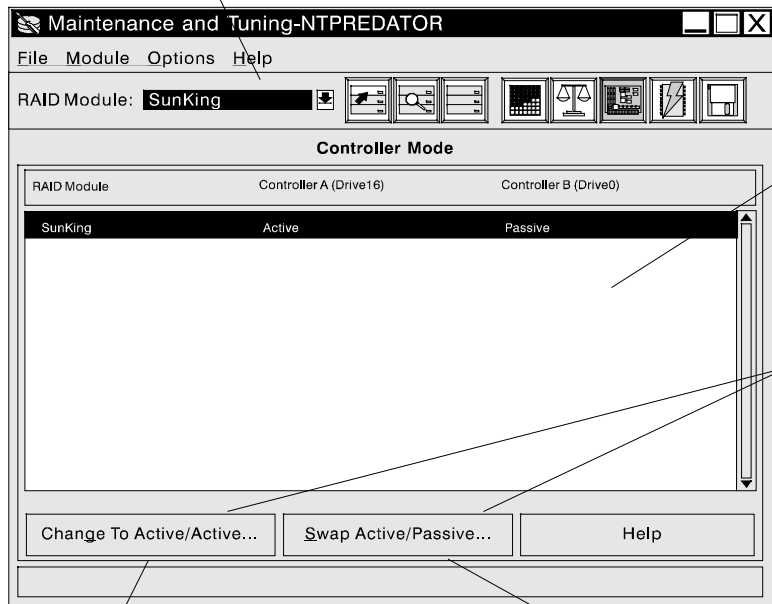 Maintenance and Tuning-NTPREDATOR
File Module Options Help
RAID Module: SunKing
Controller Mode
RAID Module Controller A (Drive16) Controller B (Drive0)
SunKing Active Passive
Change To Active/Active... Swap Active/Passive... Help